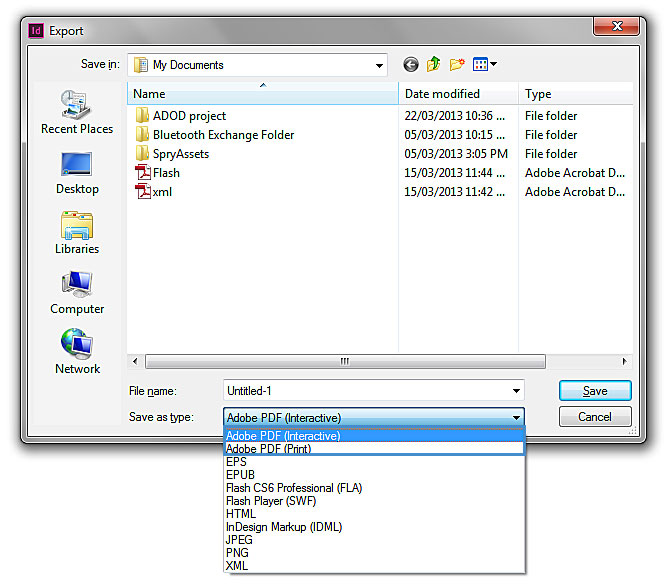 Id Export
Save in: My Documents
Name Date modified Type
Recent Places
Desktop
Libraries
Computer
Network
ADOD project 22/03/2013 10:36 ... File folder
Bluetooth Exchange Folder 05/03/2013 10:15 ... File folder
SpryAssets 05/03/2013 3:05 PM File folder
Flash 15/03/2013 11:44 ... Adobe Acrobat D...
xml 15/03/2013 11:42 ... Adobe Acrobat D...
File name: Untitled-1 Save
Save as type: Adobe PDF (Interactive) Cancel
Adobe PDF (Interactive)
Adobe PDF (Print)
EPS
EPUB
Flash CS6 Professional (FLA)
Flash Player (SWF)
HTML
InDesign Markup (IDML)
JPEG
PNG
XML